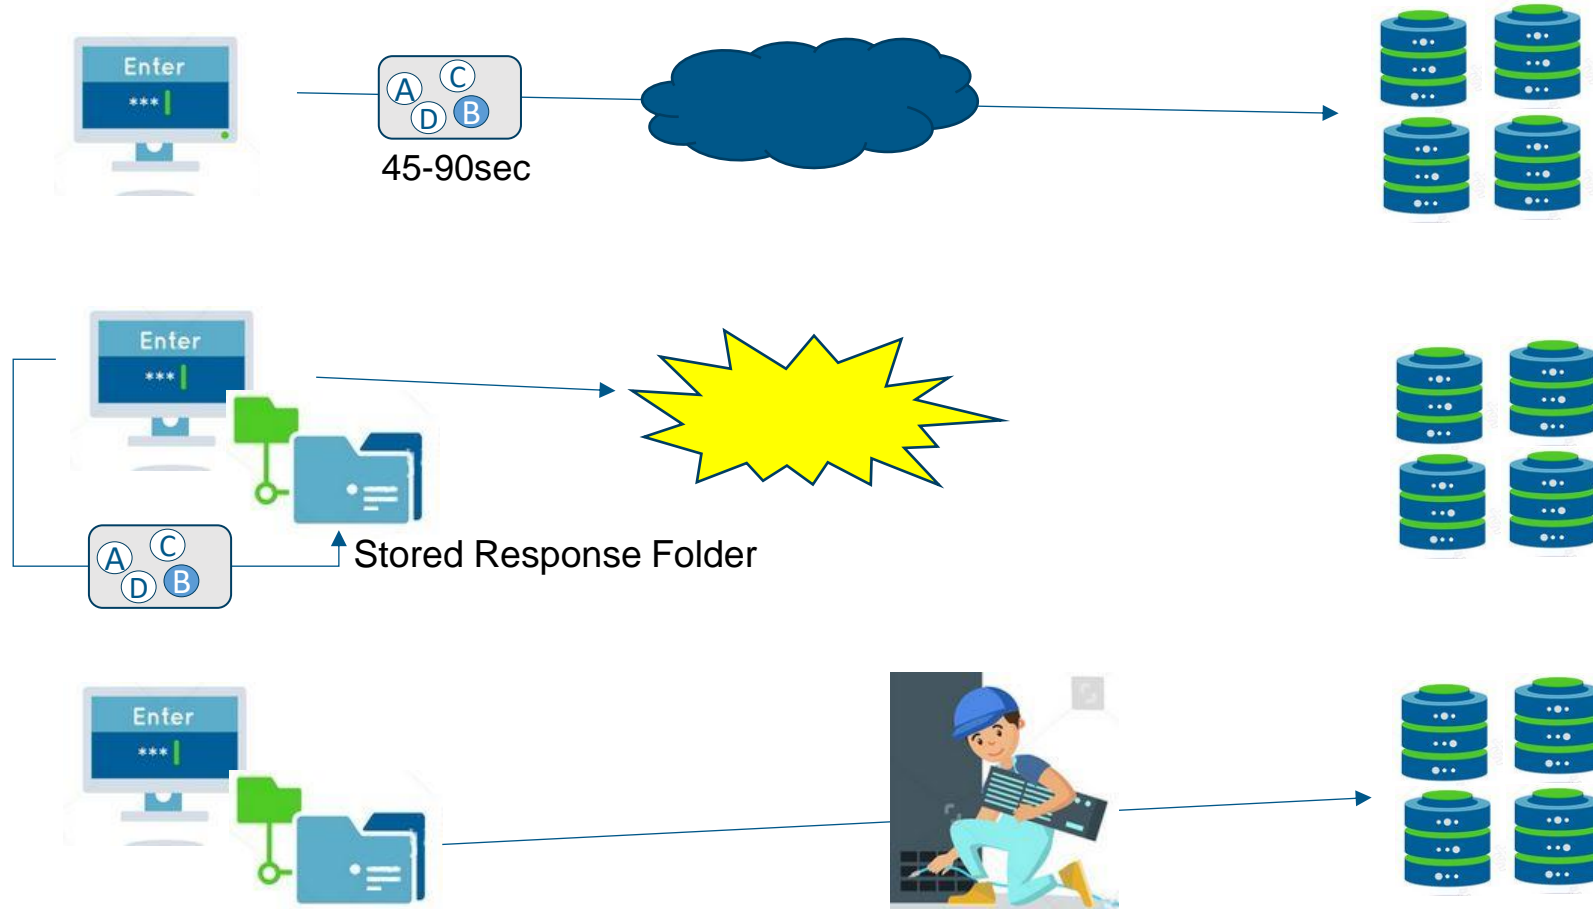 Enter
***
A
C
D
B
45-90sec
Enter
***
A
C
D
B
Stored Response Folder
Enter
***